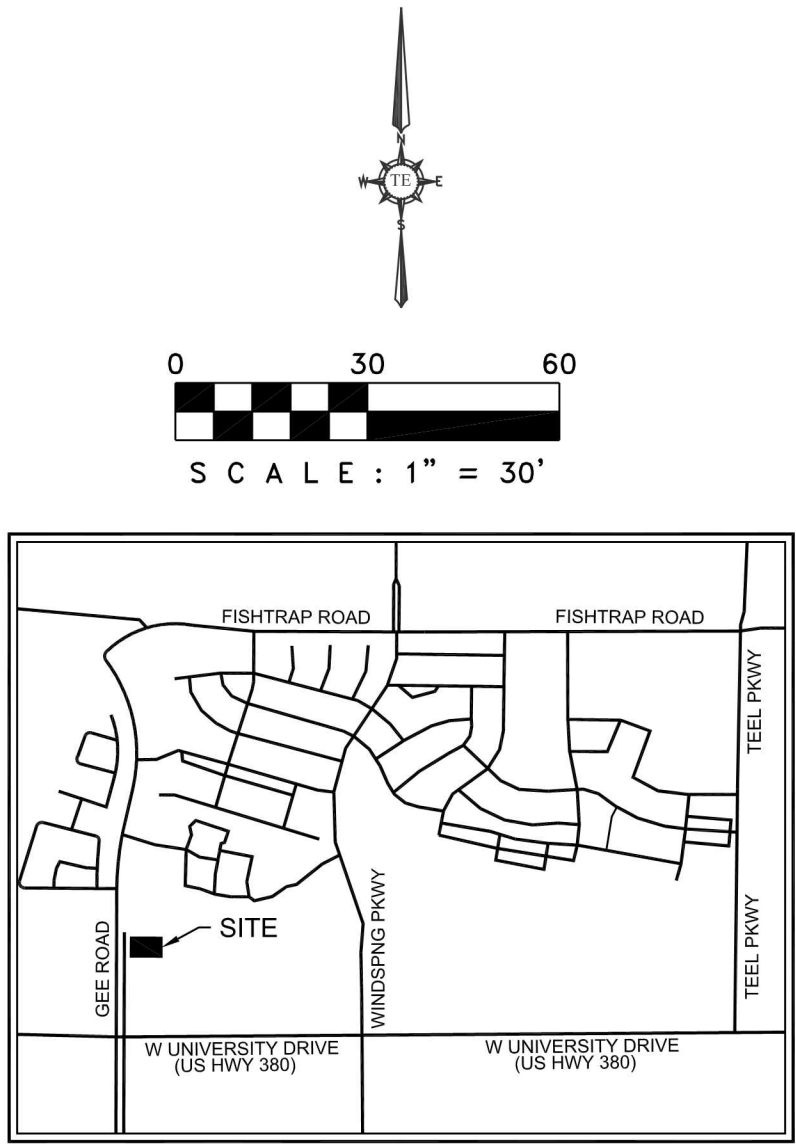 N
W TE E
S
0 30 60
SCALE: 1" = 30'
FISHTRAP ROAD
FISHTRAP ROAD
TEEL PKWY
SITE
GEE ROAD
WINDSPNG PKWY
TEEL PKWY
W UNIVERSITY DRIVE
(US HWY 380)
W UNIVERSITY DRIVE
(US HWY 380)